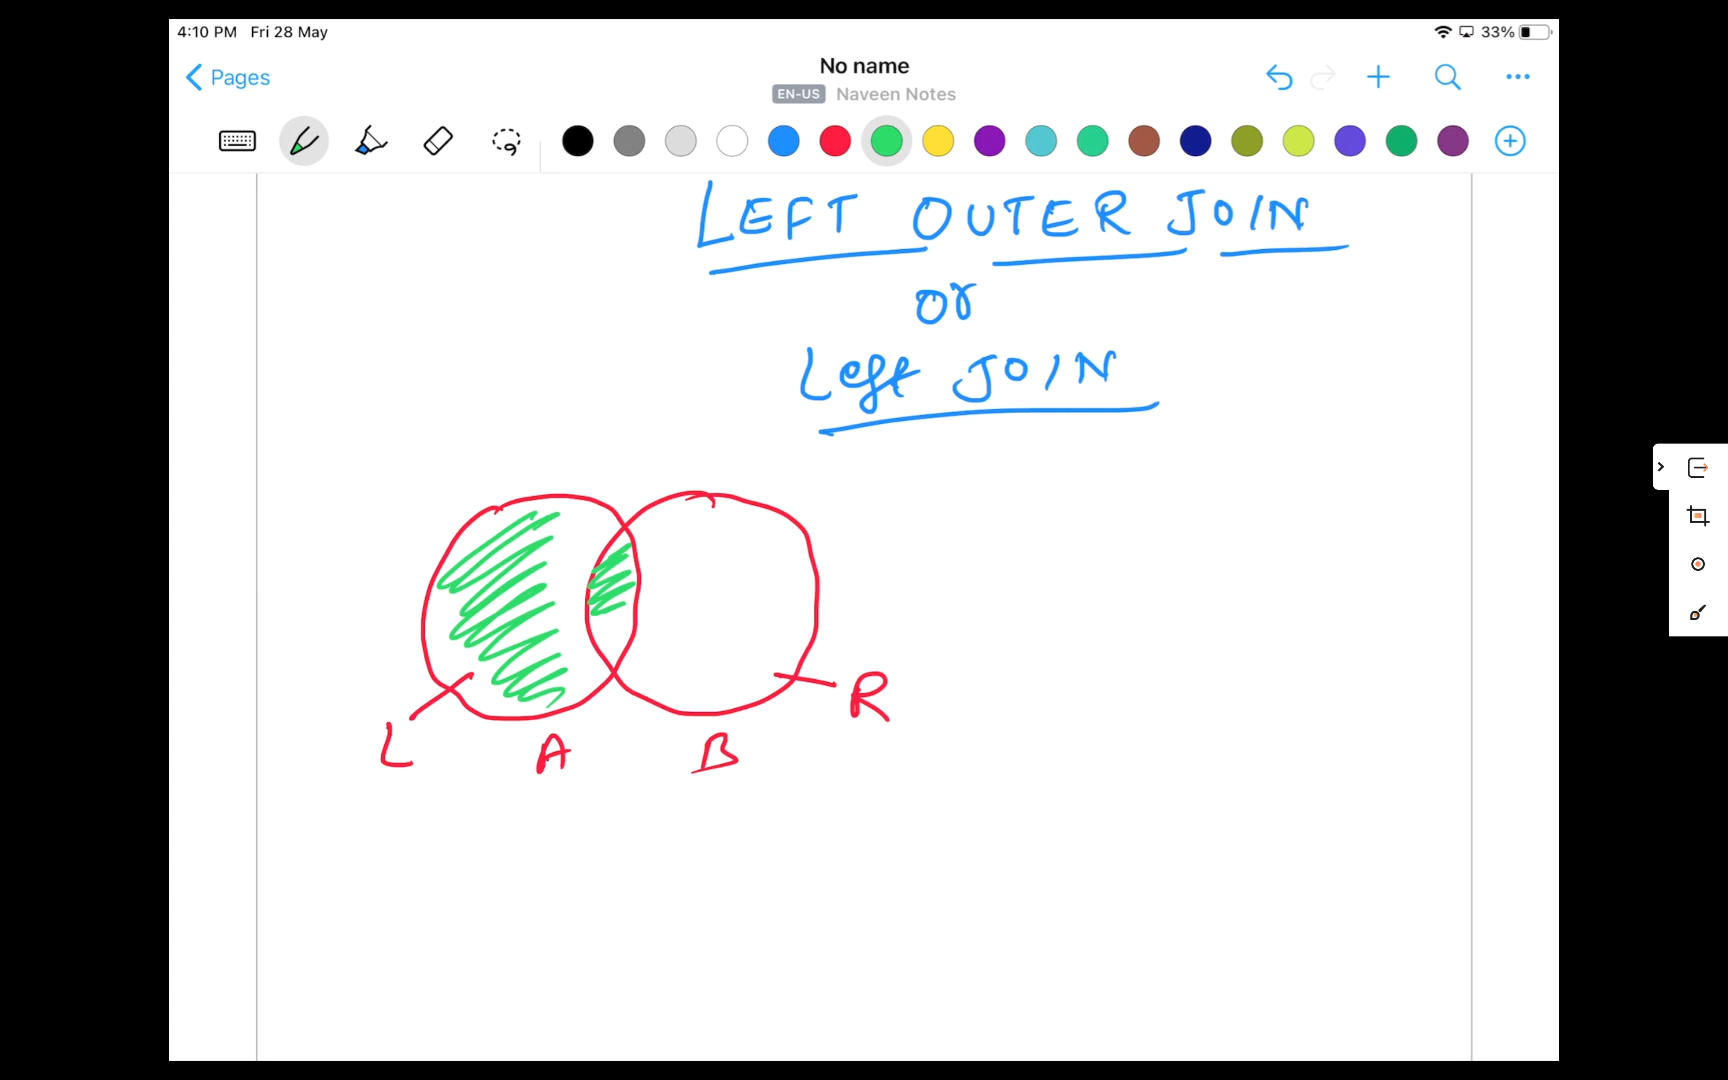 4:10 PM Fri 28 May
33%
Pages
No name
EN-US Naveen Notes
LEFT OUTER JOIN
or
Left JOIN
L
A
B
R